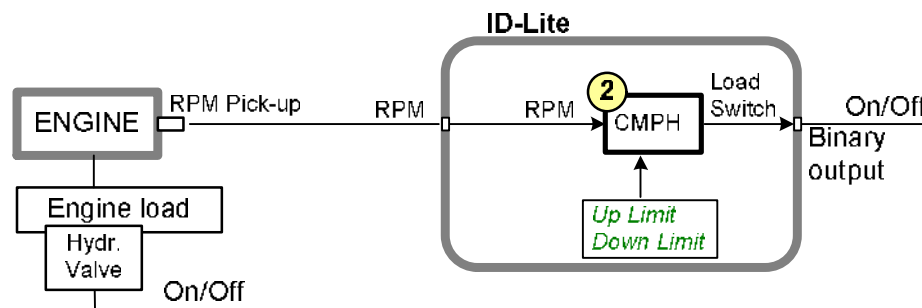 ID-Lite
ENGINE
RPM Pick-up
RPM
RPM
2
CMPH
Load
Switch
On/Off
Binary
output
Up Limit
Down Limit
Engine load
Hydr.
Valve
On/Off